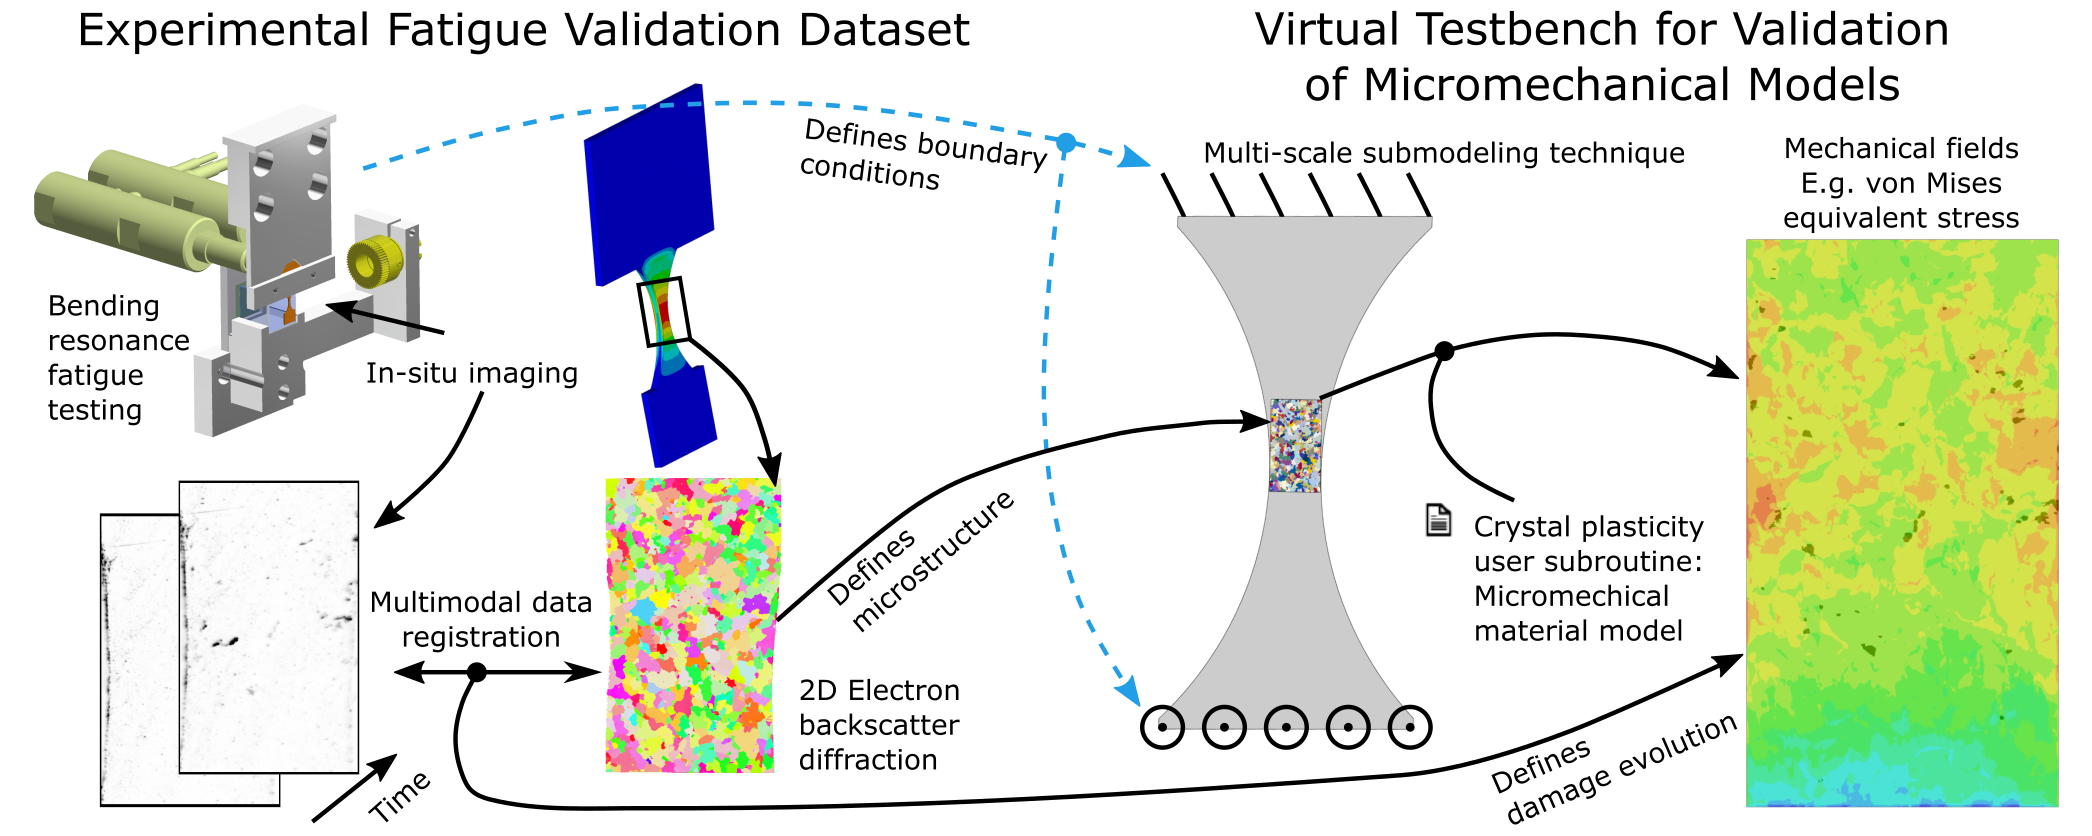 Experimental Fatigue Validation Dataset
Virtual Testbench for Validation
of Micromechanical Models
Defines boundary
conditions
Multi-scale submodeling technique
Mechanical fields
E.g. von Mises
equivalent stress
Bending
resonance
fatigue
testing
In-situ imaging
Multimodal data
registration
Defines
microstructure
Crystal plasticity
user subroutine:
Micromechical
material model
2D Electron
backscatter
diffraction
Time
Defines
damage evolution